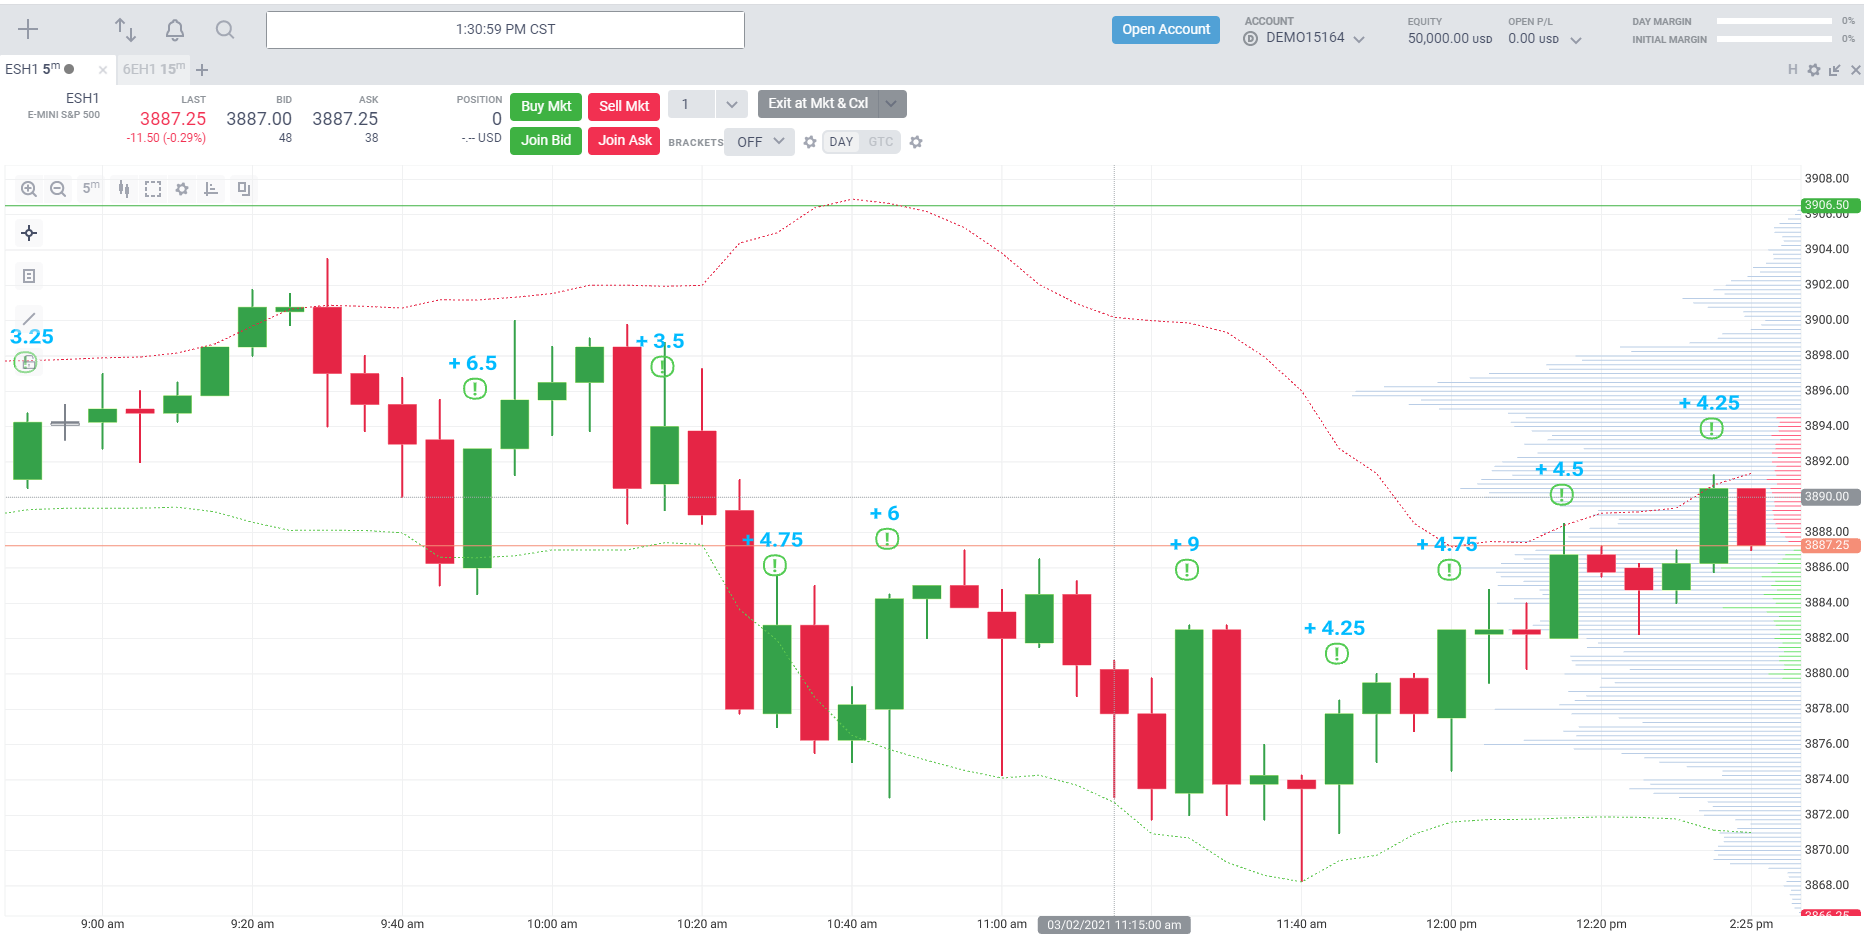 1:30:59 PM CST
Open Account
ACCOUNT
D DEMO15164
EQUITY
50,000.00 USD
OPEN P/L
0.00 USD
DAY MARGIN 0%
INITIAL MARGIN 0%
ESH1 5m
6EH1 15m
H
ESH1
E-MINI S&P 500
LAST
3887.25
-11.50 (-0.29%)
BID
3887.00
48
ASK
3887.25
38
POSITION
0
-.-- USD
Buy Mkt
Sell Mkt
1
Exit at Mkt & Cxl
Join Bid
Join Ask
BRACKETS
OFF
DAY
GTC
5m
3.25
+ 6.5
+ 3.5
+ 4.75
+ 6
+ 9
+ 4.25
+ 4.75
+ 4.5
+ 4.25
3908.00
3906.50
3906.00
3904.00
3902.00
3900.00
3898.00
3896.00
3894.00
3892.00
3890.00
3888.00
3887.25
3886.00
3884.00
3882.00
3880.00
3878.00
3876.00
3874.00
3872.00
3870.00
3868.00
3866.25
9:00 am
9:20 am
9:40 am
10:00 am
10:20 am
10:40 am
11:00 am
03/02/2021 11:15:00 am
11:40 am
12:00 pm
12:20 pm
2:25 pm